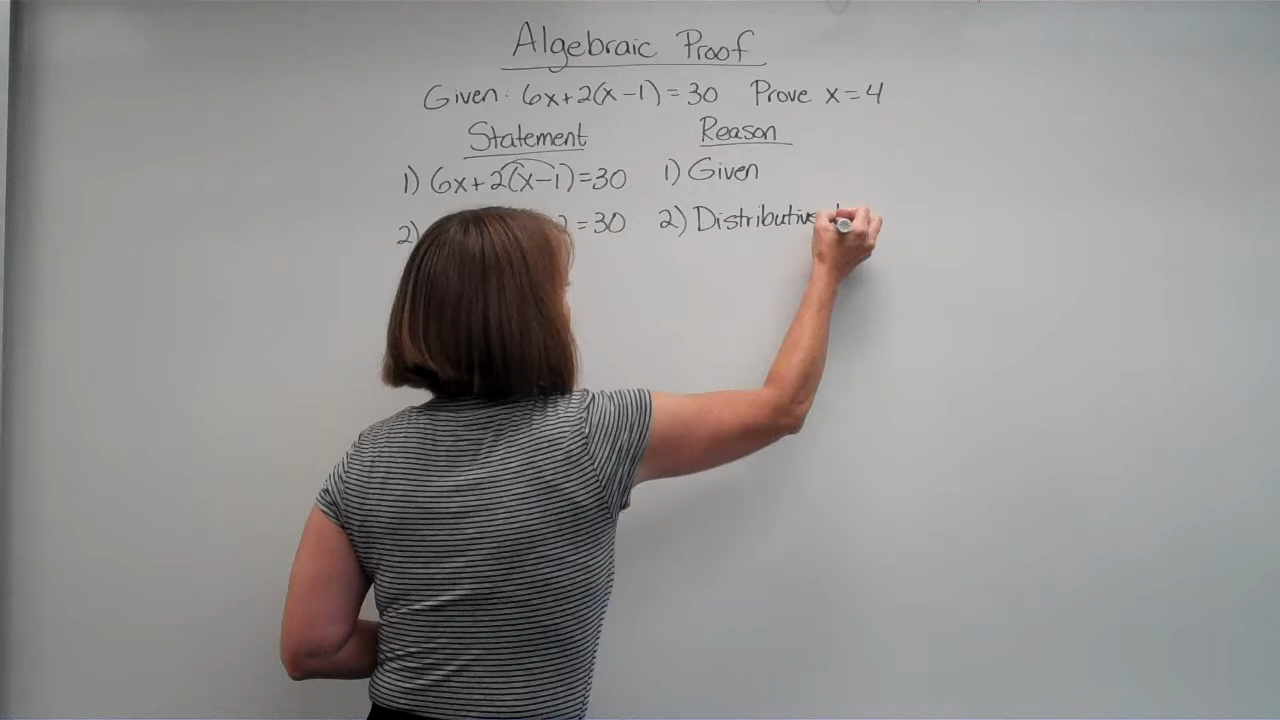 Algebraic Proof
Given: 6x+2(x-1)=30 Prove x=4
Statement Reason
1) 6x+2(x-1)=30 1) Given
2) 2=30 2) Distributive